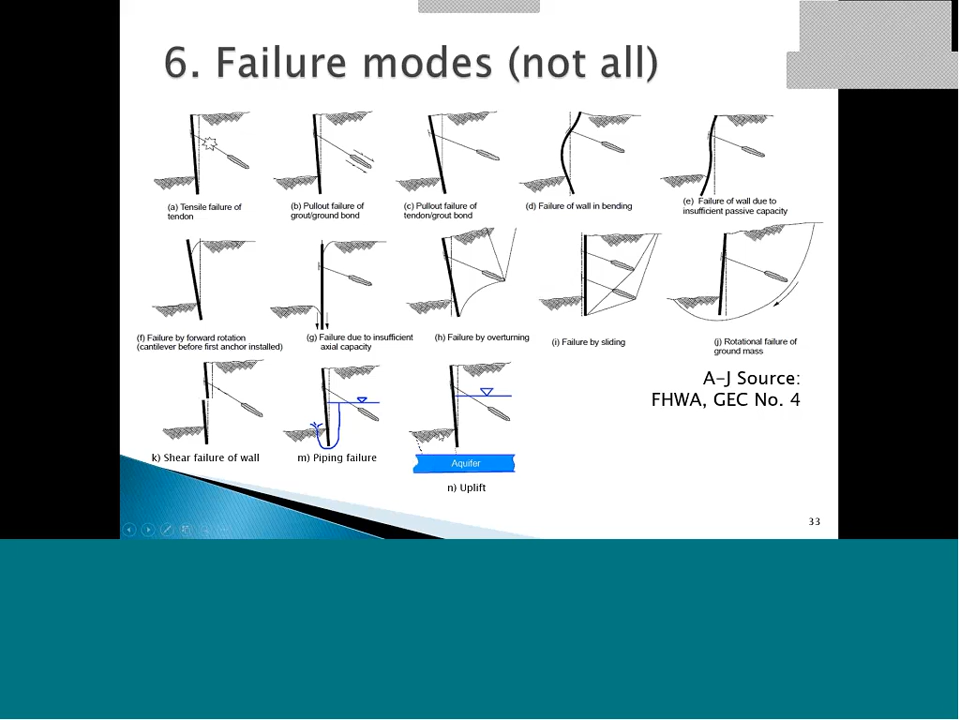 6. Failure modes (not all)
(a) Tensile failure of
tendon
(b) Pullout failure of
grout/ground bond
(c) Pullout failure of
tendon/grout bond
(d) Failure of wall in bending
(e) Failure of wall due to
insufficient passive capacity
(f) Failure by forward rotation
(cantilever before first anchor installed)
(g) Failure due to insufficient
axial capacity
(h) Failure by overturning
(i) Failure by sliding
(j) Rotational failure of
ground mass
A-J Source:
FHWA, GEC No. 4
k) Shear failure of wall
m) Piping failure
Aquifer
n) Uplift
33